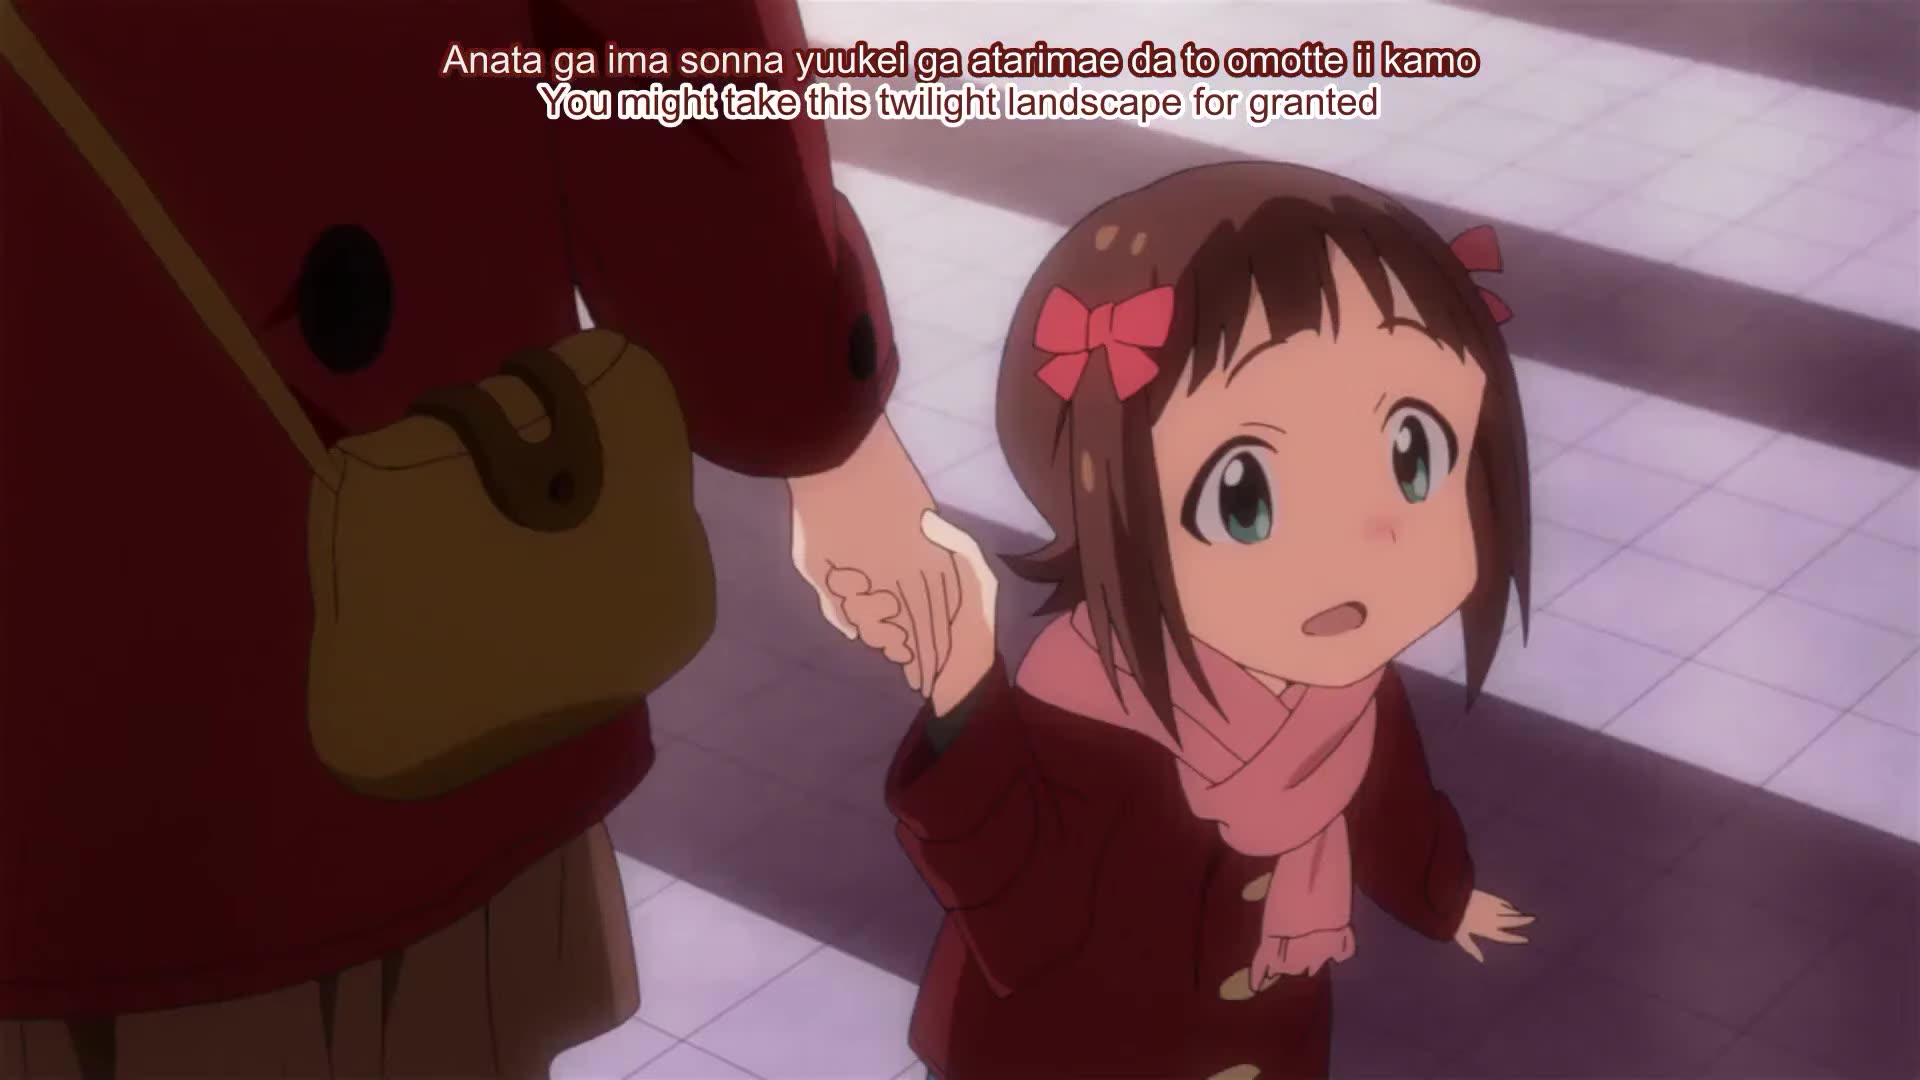 Anata ga ima sonna yuukei ga atarimae da to omotte ii kamo
You might take this twilight landscape for granted